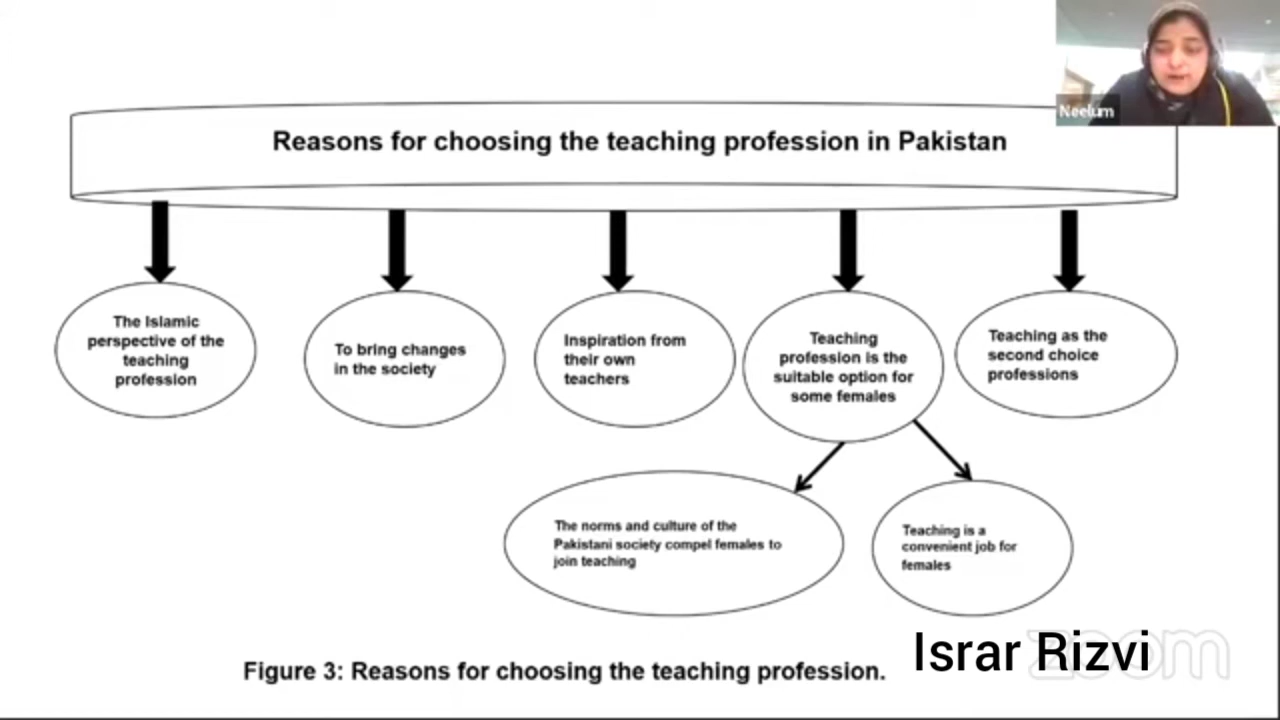 Neelum
Reasons for choosing the teaching profession in Pakistan
The Islamic
perspective of the
teaching
profession
To bring changes
in the society
Inspiration from
their own
teachers
Teaching
profession is the
suitable option for
some females
Teaching as the
second choice
professions
The norms and culture of the
Pakistani society compel females to
join teaching
Teaching is a
convenient job for
females
Israr Rizvi
zoom
Figure 3: Reasons for choosing the teaching profession.